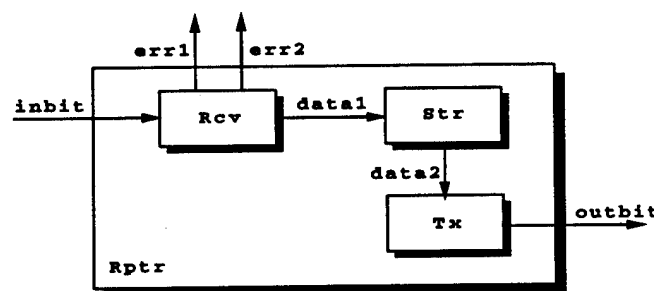 err1 err2
inbit Rcv data1 Str
data2
Tx outbit
Rptr